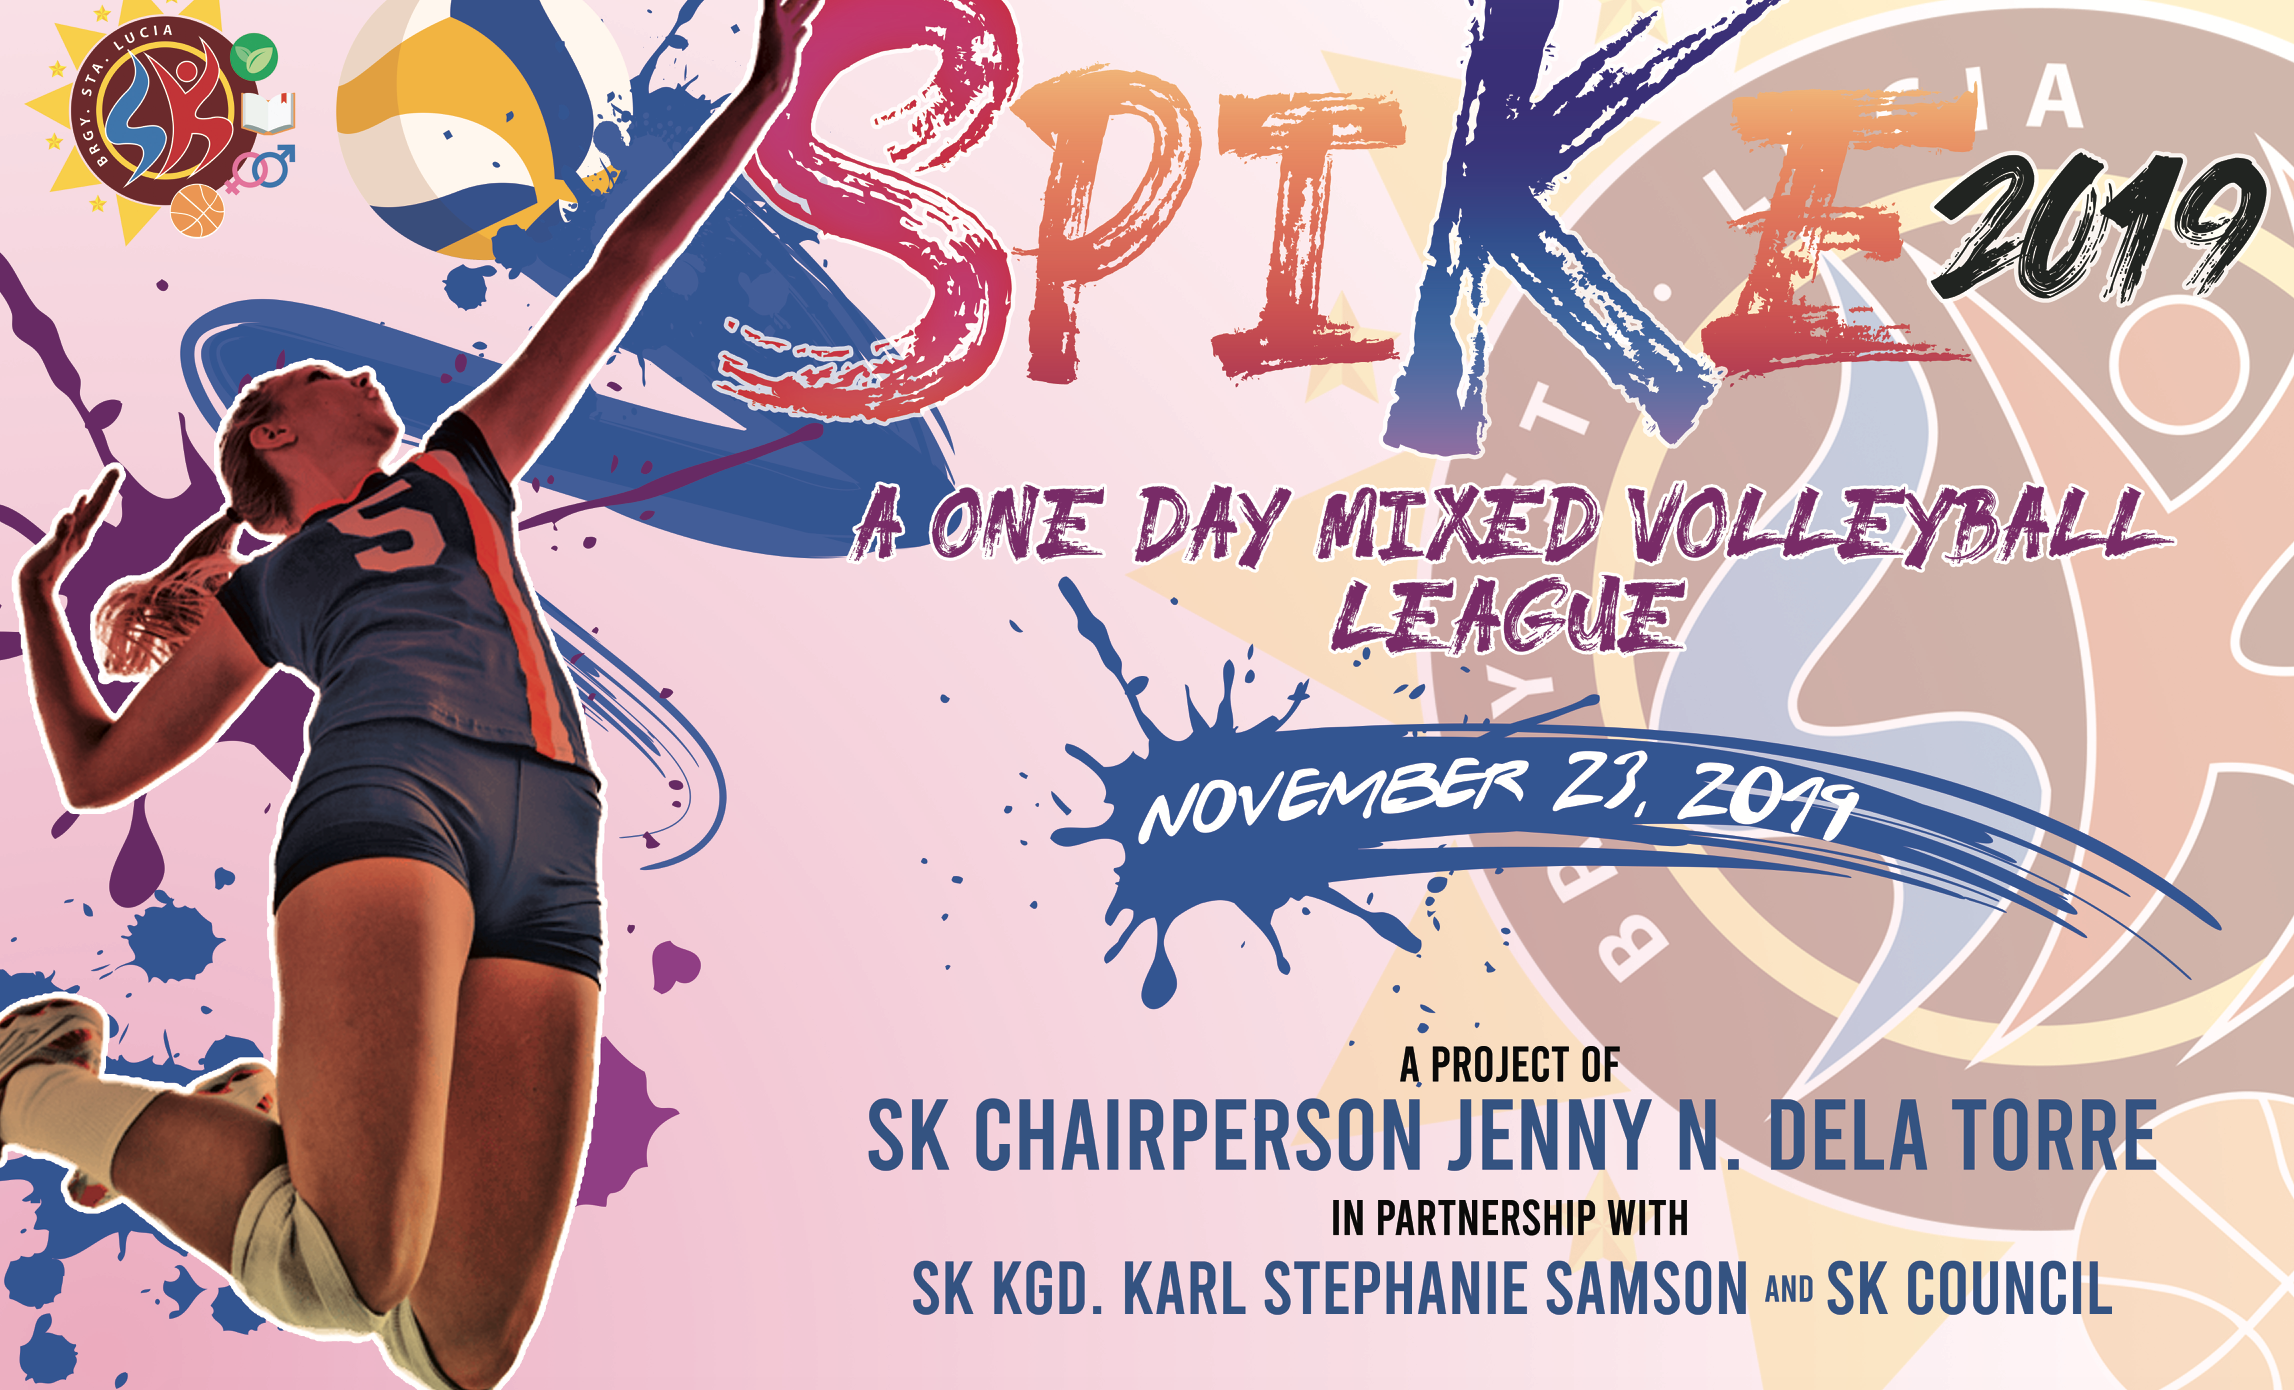 BRGY. STA. LUCIA
SPIKE 2019
A ONE DAY MIXED VOLLEYBALL
LEAGUE
5
NOVEMBER 23, 2019
A PROJECT OF
SK CHAIRPERSON JENNY N. DELA TORRE
IN PARTNERSHIP WITH
SK KGD. KARL STEPHANIE SAMSON AND SK COUNCIL